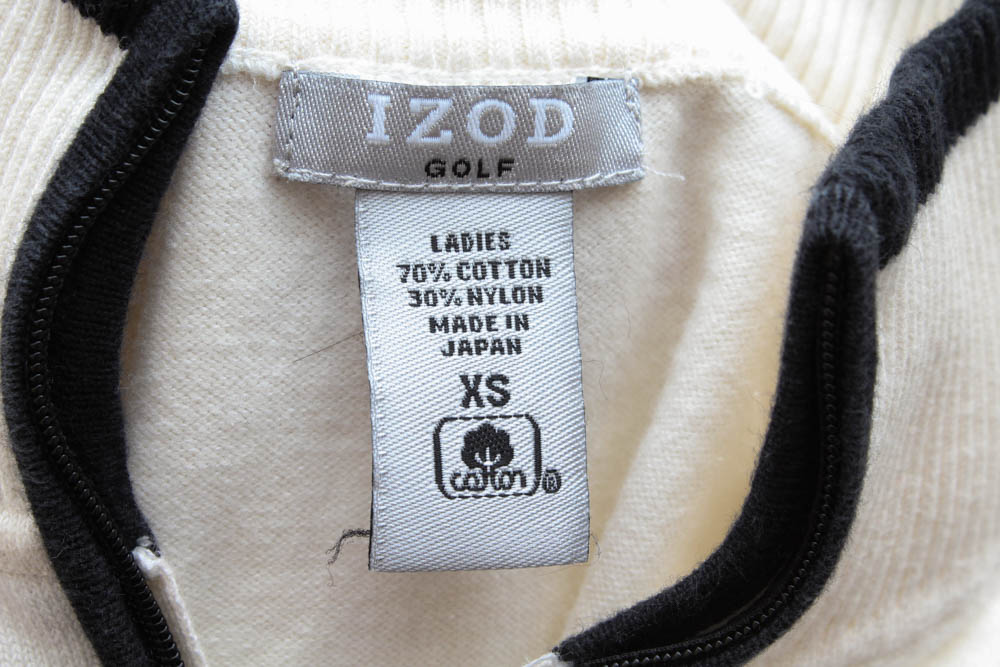 IZOD
GOLF
LADIES
70% COTTON
30% NYLON
MADE IN
JAPAN
XS
cotton®